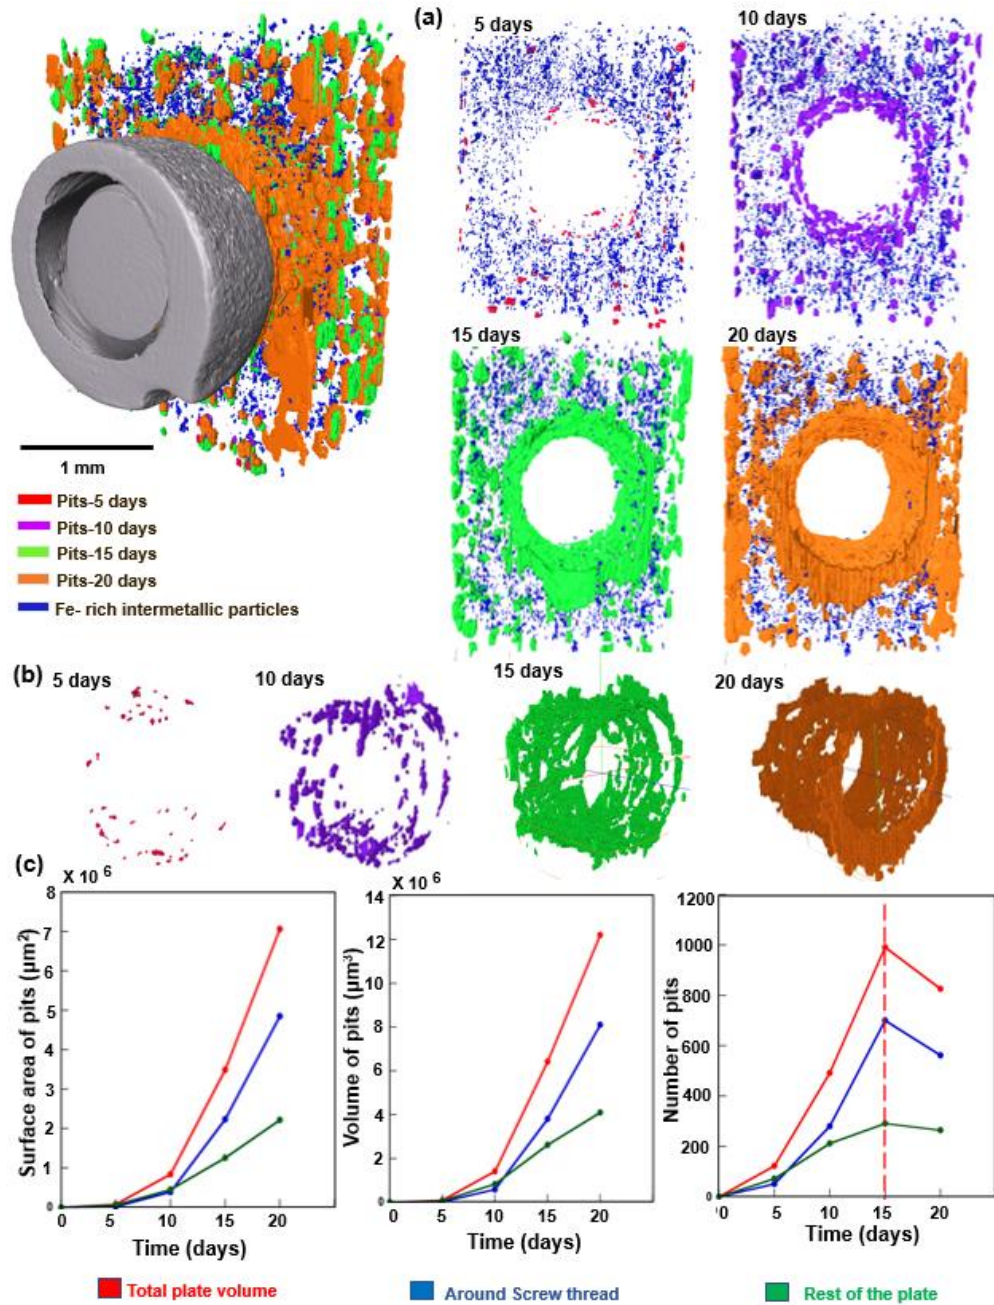 (a)
5 days
10 days
15 days
20 days
1 mm
Pits-5 days
Pits-10 days
Pits-15 days
Pits-20 days
Fe- rich intermetallic particles
(b)
5 days
10 days
15 days
20 days
(c)
X 10 6
8
7
6
5
4
3
2
1
0
Surface area of pits (µm²)
0 5 10 15 20
Time (days)
X 10 6
14
12
10
8
6
4
2
0
Volume of pits (µm³)
0 5 10 15 20
Time (days)
1200
1000
800
600
400
200
0
Number of pits
0 5 10 15 20
Time (days)
Total plate volume
Around Screw thread
Rest of the plate